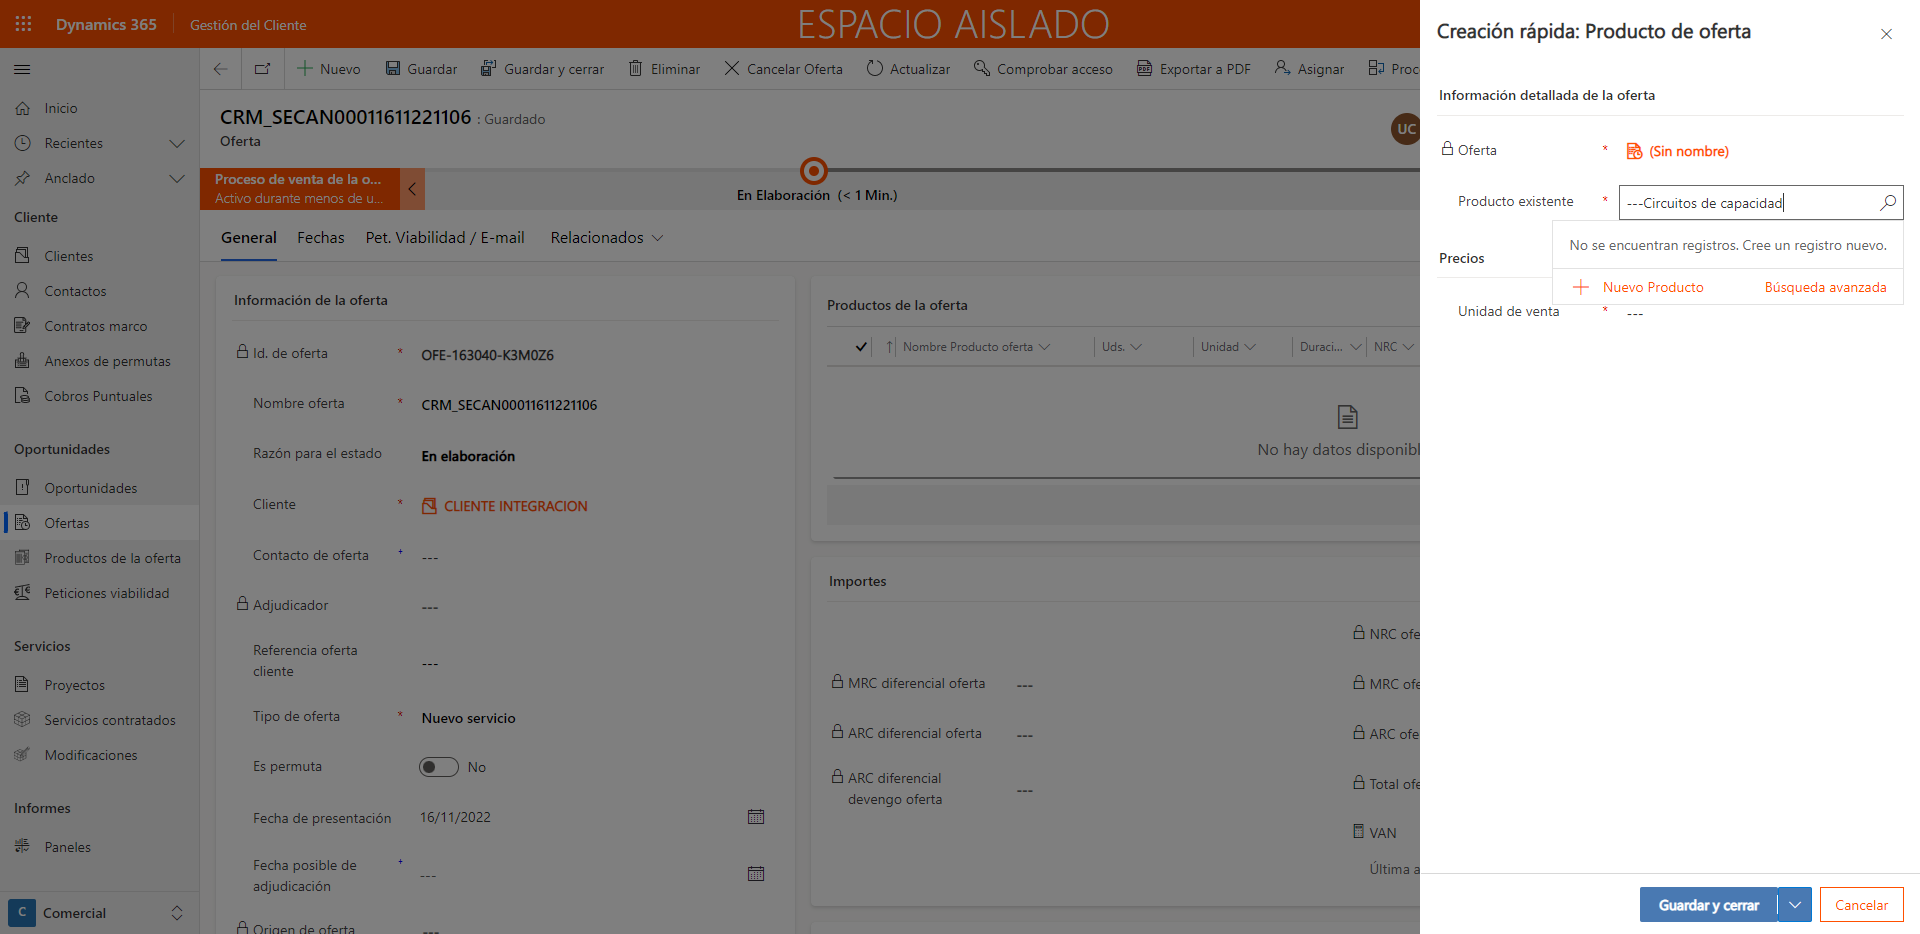 Dynamics 365
Gestión del Cliente
ESPACIO AISLADO
Nuevo
Guardar
Guardar y cerrar
Eliminar
Cancelar Oferta
Actualizar
Comprobar acceso
Exportar a PDF
Asignar
Proc
Inicio
Recientes
Anclado
Cliente
Clientes
Contactos
Contratos marco
Anexos de permutas
Cobros Puntuales
Oportunidades
Oportunidades
Ofertas
Productos de la oferta
Peticiones viabilidad
Servicios
Proyectos
Servicios contratados
Modificaciones
Informes
Paneles
C Comercial
CRM_SECAN00011611221106 : Guardado
Oferta
UC
Proceso de venta de la o...
Activo durante menos de u...
En Elaboración (< 1 Min.)
General
Fechas
Pet. Viabilidad / E-mail
Relacionados
Información de la oferta
Id. de oferta * OFE-163040-K3M0Z6
Nombre oferta * CRM_SECAN00011611221106
Razón para el estado En elaboración
Cliente * CLIENTE INTEGRACION
Contacto de oferta + ---
Adjudicador ---
Referencia oferta
cliente ---
Tipo de oferta * Nuevo servicio
Es permuta No
Fecha de presentación 16/11/2022
Fecha posible de
adjudicación + ---
Origen de oferta ---
Productos de la oferta
Nombre Producto oferta
Uds.
Unidad
Duraci...
NRC
No hay datos disponibl
Importes
NRC ofe
MRC diferencial oferta ---
MRC ofe
ARC diferencial oferta ---
ARC ofe
ARC diferencial
devengo oferta ---
Total ofe
VAN
Última a
Creación rápida: Producto de oferta
Información detallada de la oferta
Oferta * (Sin nombre)
Producto existente * ---Circuitos de capacidad
No se encuentran registros. Cree un registro nuevo.
Nuevo Producto
Búsqueda avanzada
Precios
Unidad de venta * ---
Guardar y cerrar
Cancelar